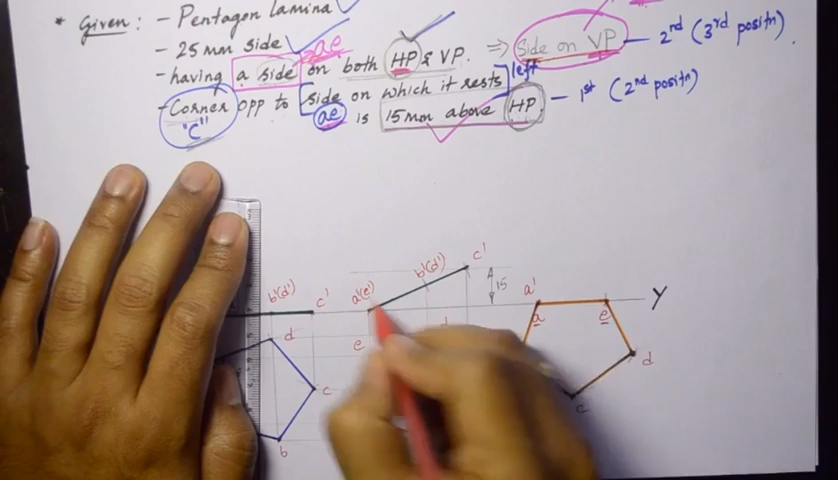 * Given: - Pentagon lamina
- 25 mm side ae
- having a side on both HP & VP. ⇒ Side on VP - 2nd (3rd positn).
- Corner opp to side on which it rests left
"C" ae is 15 mm above HP - 1st (2nd positn)
b'(d') c' a'(e') b'(d') c' 15 a' Y
d e d a e
c d
b c